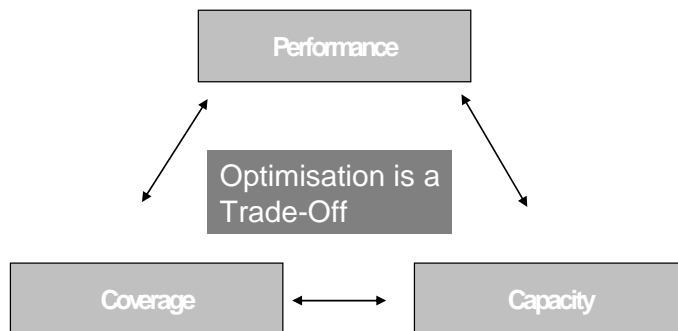 Performance
Optimisation is a
Trade-Off
Coverage
Capacity